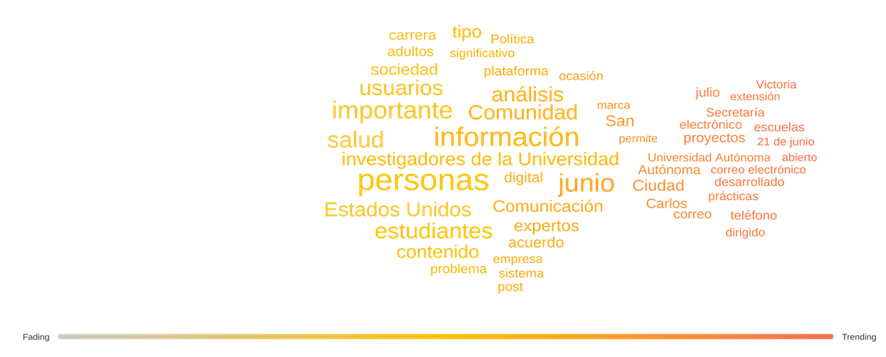 carrera tipo Política
adultos significativo
sociedad plataforma ocasión
usuarios análisis julio Victoria
extensión
importante Comunidad marca Secretaría
San electrónico escuelas
salud información permite proyectos 21 de junio
investigadores de la Universidad Universidad Autónoma abierto
personas digital junio Ciudad Autónoma correo electrónico
desarrollado
prácticas
Estados Unidos Comunicación Carlos
correo teléfono
estudiantes expertos dirigido
acuerdo
contenido empresa
problema sistema
post
Fading Trending